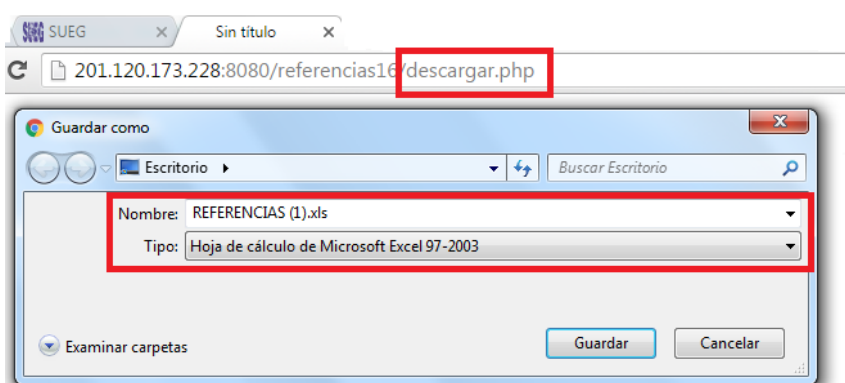 SUEG SUEG × Sin título ×
201.120.173.228:8080/referencias16/descargar.php
Guardar como
Escritorio Buscar Escritorio
Nombre: REFERENCIAS (1).xls
Tipo: Hoja de cálculo de Microsoft Excel 97-2003
Examinar carpetas Guardar Cancelar